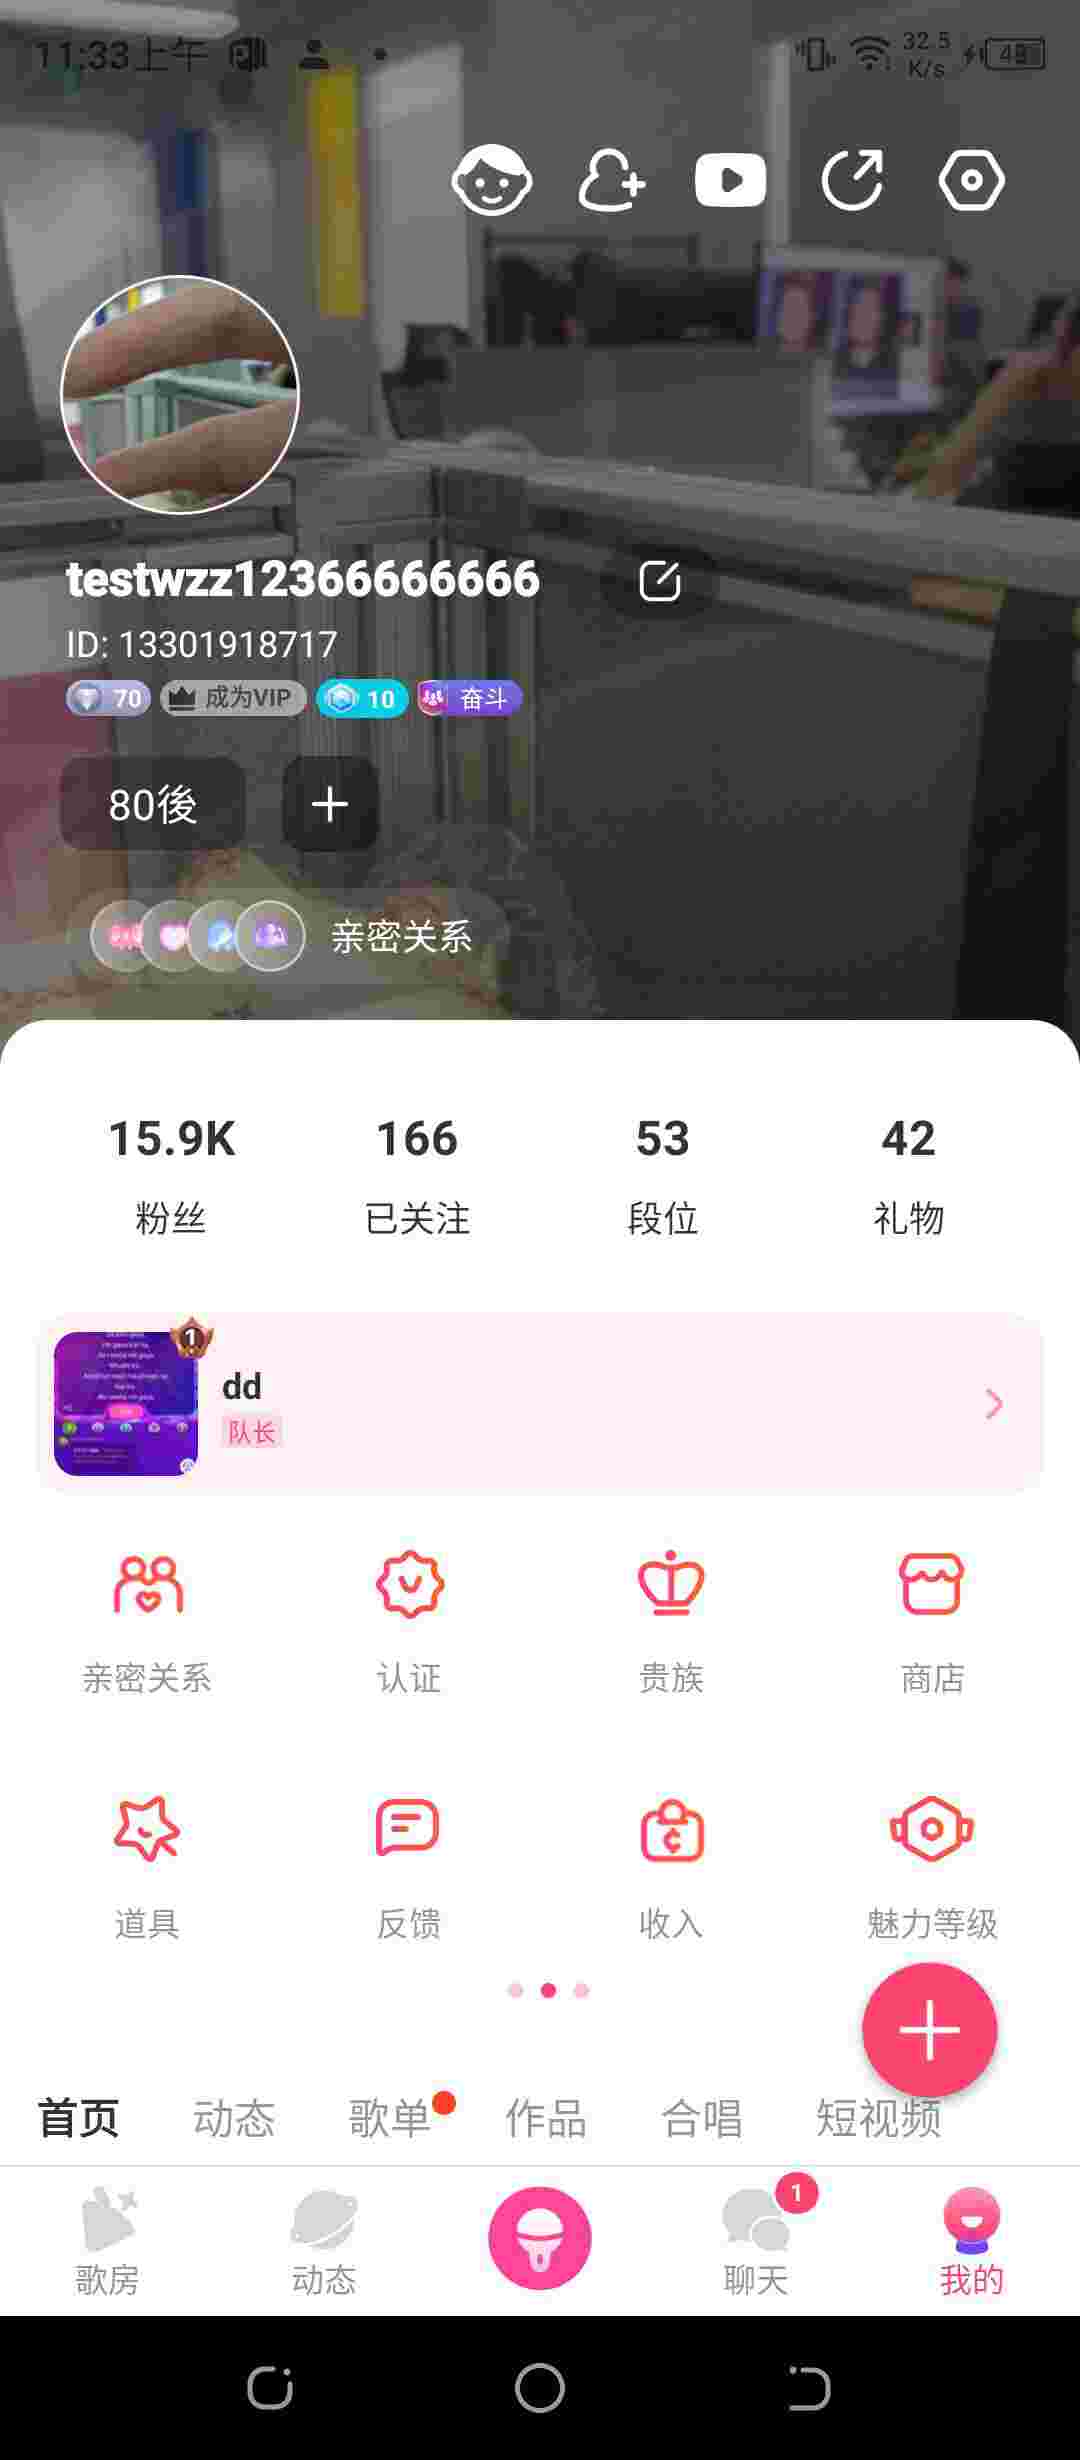 11:33上午
32.5
K/s
testwzz12366666666
ID: 13301918717
70
成为VIP
10
奋斗
80後
亲密关系
15.9K
166
53
42
粉丝
已关注
段位
礼物
1
dd
队长
亲密关系
认证
贵族
商店
道具
反馈
收入
魅力等级
首页
动态
歌单
作品
合唱
短视频
1
歌房
动态
聊天
我的